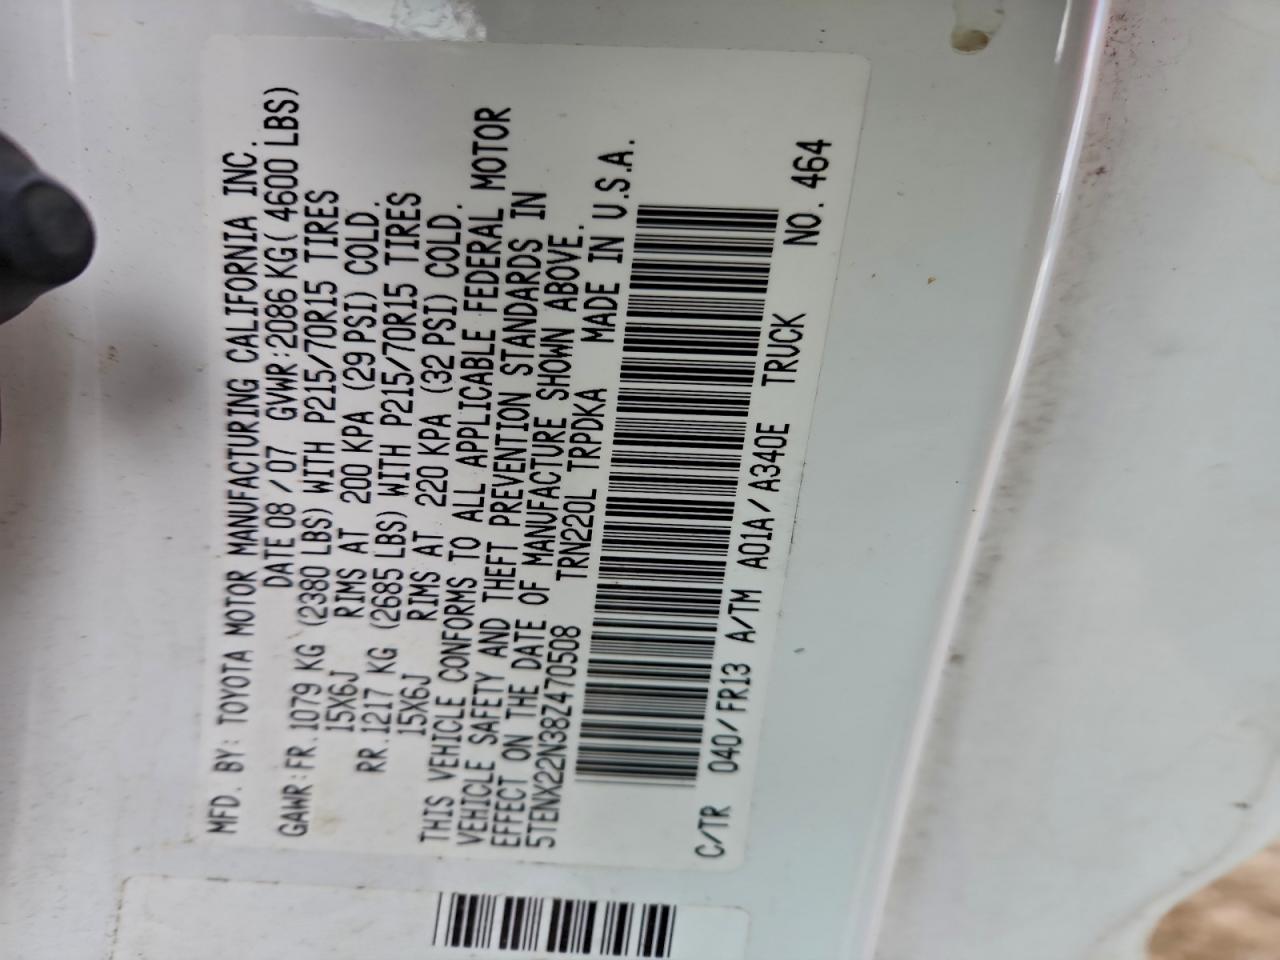 MFD. BY: TOYOTA MOTOR MANUFACTURING CALIFORNIA INC.
DATE 08/07 GVWR:2086 KG( 4600 LBS)
GAWR:FR.1079 KG (2380 LBS) WITH P215/70R15 TIRES
15X6J RIMS AT 200 KPA (29 PSI) COLD.
RR.1217 KG (2685 LBS) WITH P215/70R15 TIRES
15X6J RIMS AT 220 KPA (32 PSI) COLD.
THIS VEHICLE CONFORMS TO ALL APPLICABLE FEDERAL MOTOR
VEHICLE SAFETY AND THEFT PREVENTION STANDARDS IN
EFFECT ON THE DATE OF MANUFACTURE SHOWN ABOVE.
5TENX22N38Z470508 TRN220L TRPDKA MADE IN U.S.A.
C/TR 040/FR13 A/TM A01A/A340E TRUCK NO. 464